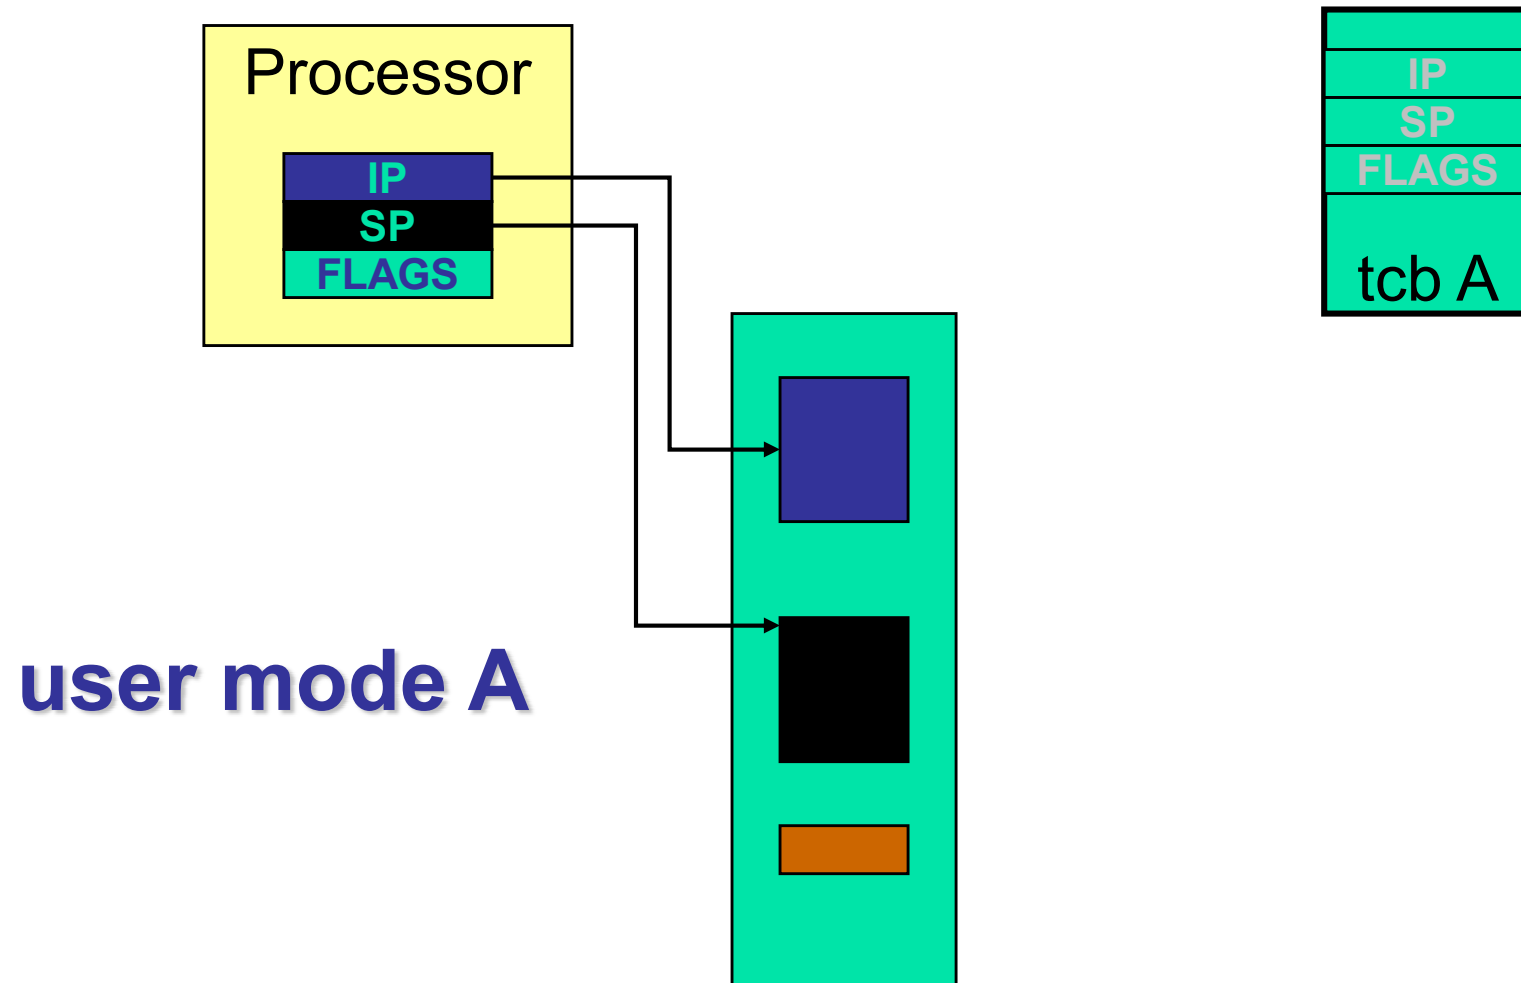 Processor
IP
SP
FLAGS
IP
SP
FLAGS
tcb A
user mode A